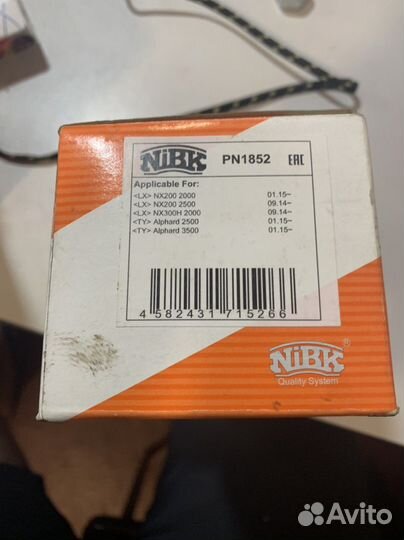 NiBK PN1852 EAC
Applicable For:
<LX> NX200 2000 01.15~
<LX> NX200 2500 09.14~
<LX> NX300H 2000 09.14~
<TY> Alphard 2500 01.15~
<TY> Alphard 3500 01.15~
4 582431 715266
NiBK ®
Quality System
Avito